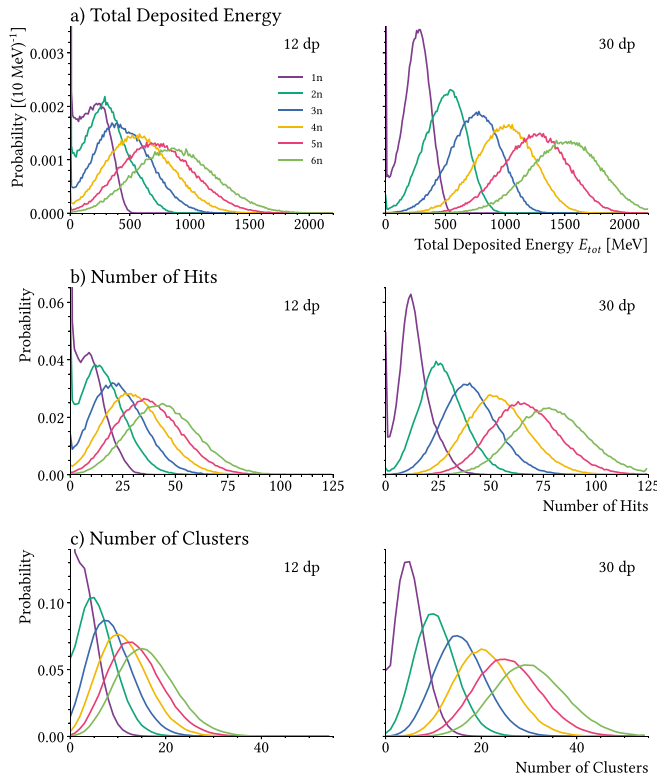 a) Total Deposited Energy
12 dp
30 dp
Probability [(10 MeV)-1]
0.003
0.002
0.001
0.000
1n
2n
3n
4n
5n
6n
0 500 1000 1500 2000
0 500 1000 1500 2000
Total Deposited Energy Etot [MeV]
b) Number of Hits
12 dp
30 dp
Probability
0.06
0.04
0.02
0.00
0 25 50 75 100 125
0 25 50 75 100 125
Number of Hits
c) Number of Clusters
12 dp
30 dp
Probability
0.10
0.05
0.00
0 20 40
0 20 40
Number of Clusters